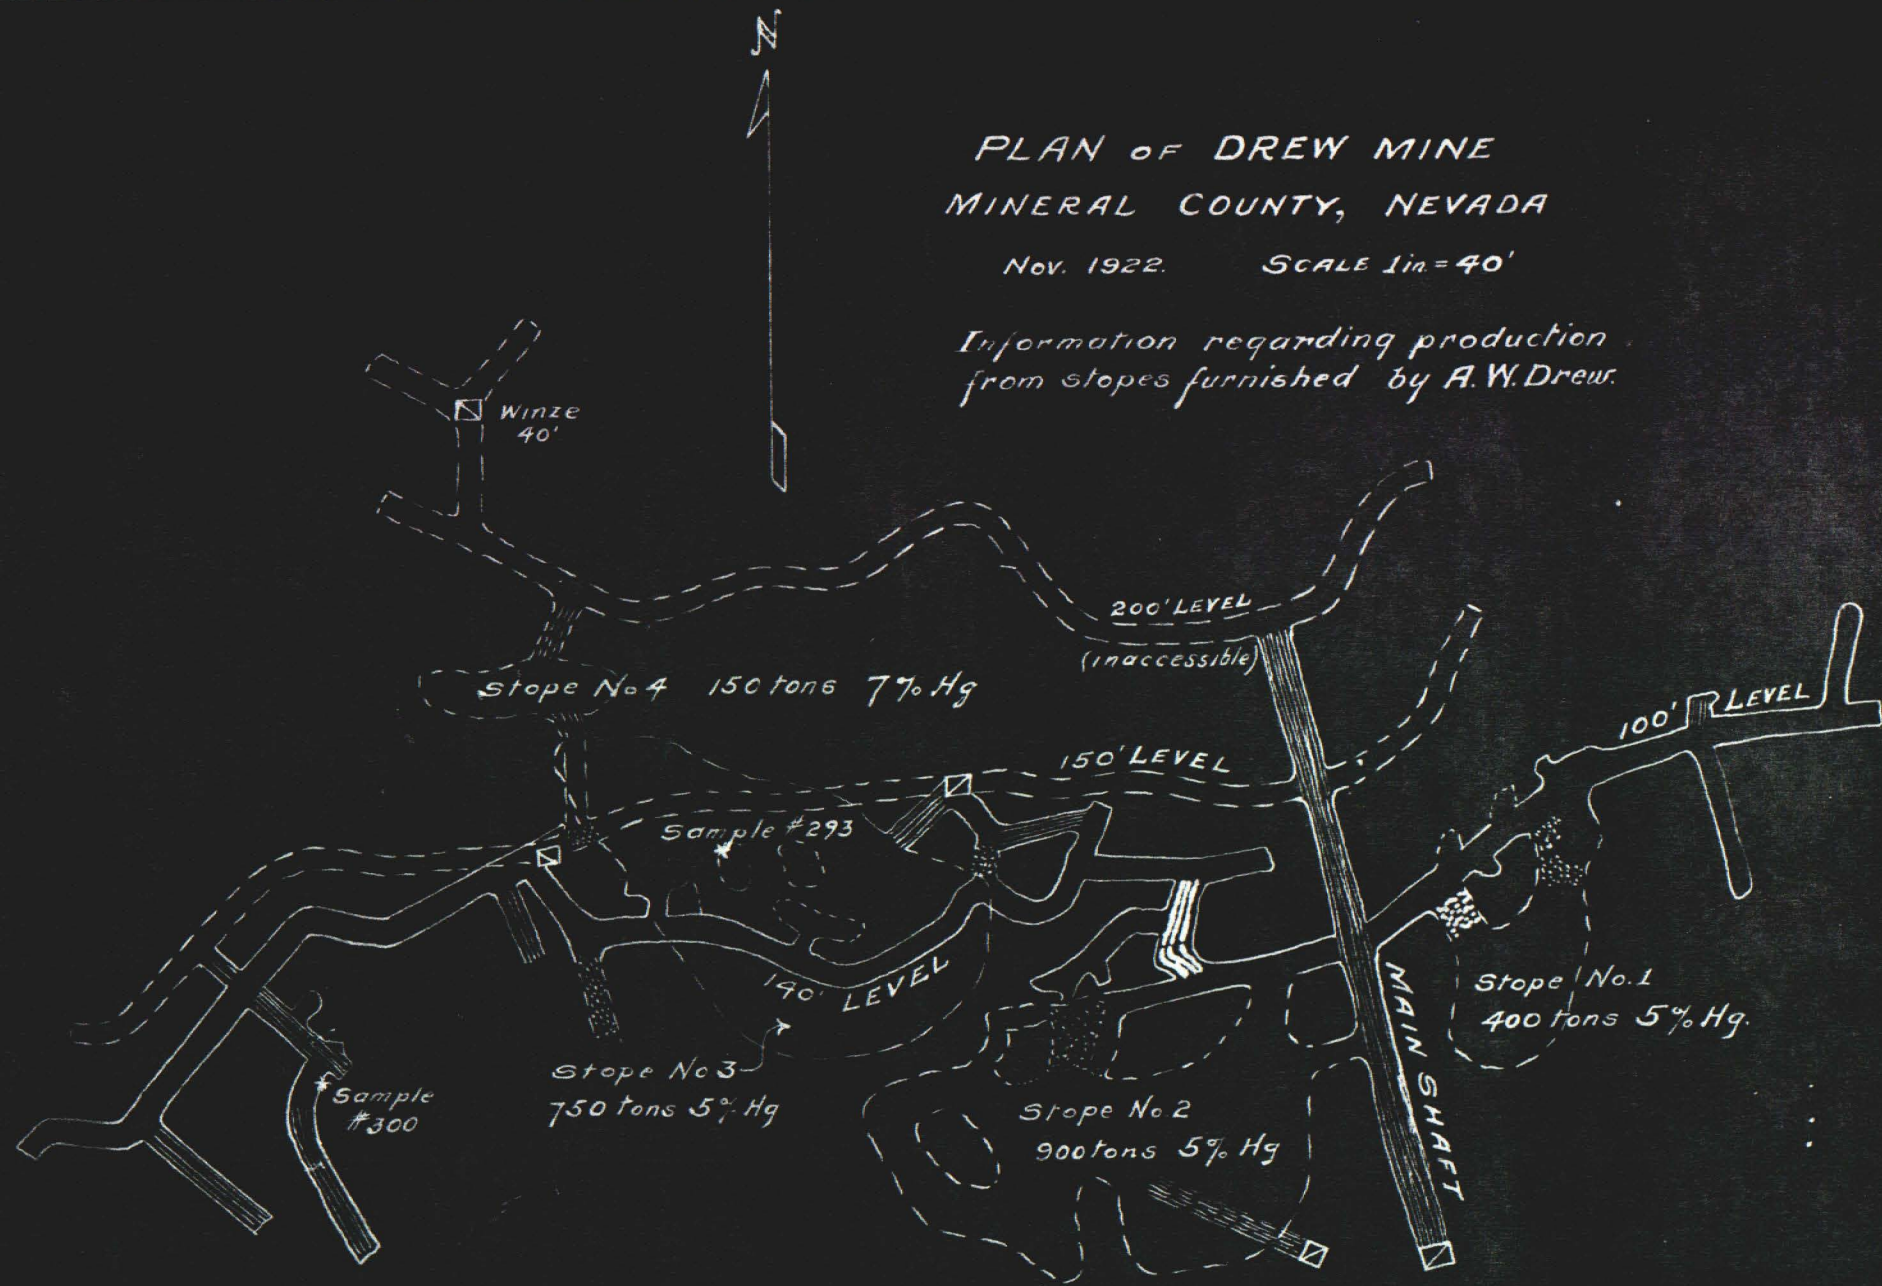 N
PLAN OF DREW MINE
MINERAL COUNTY, NEVADA
Nov. 1922. SCALE 1in.=40'
Information regarding production
from stopes furnished by A.W. Drew.
Winze
40'
200' LEVEL
(inaccessible)
Stope No 4 150 tons 7% Hg
100' LEVEL
150' LEVEL
Sample #293
140' LEVEL
Stope No.1
400 tons 5% Hg.
MAIN SHAFT
Stope No 3
750 tons 5% Hg
Sample
#300
Stope No.2
900 tons 5% Hg